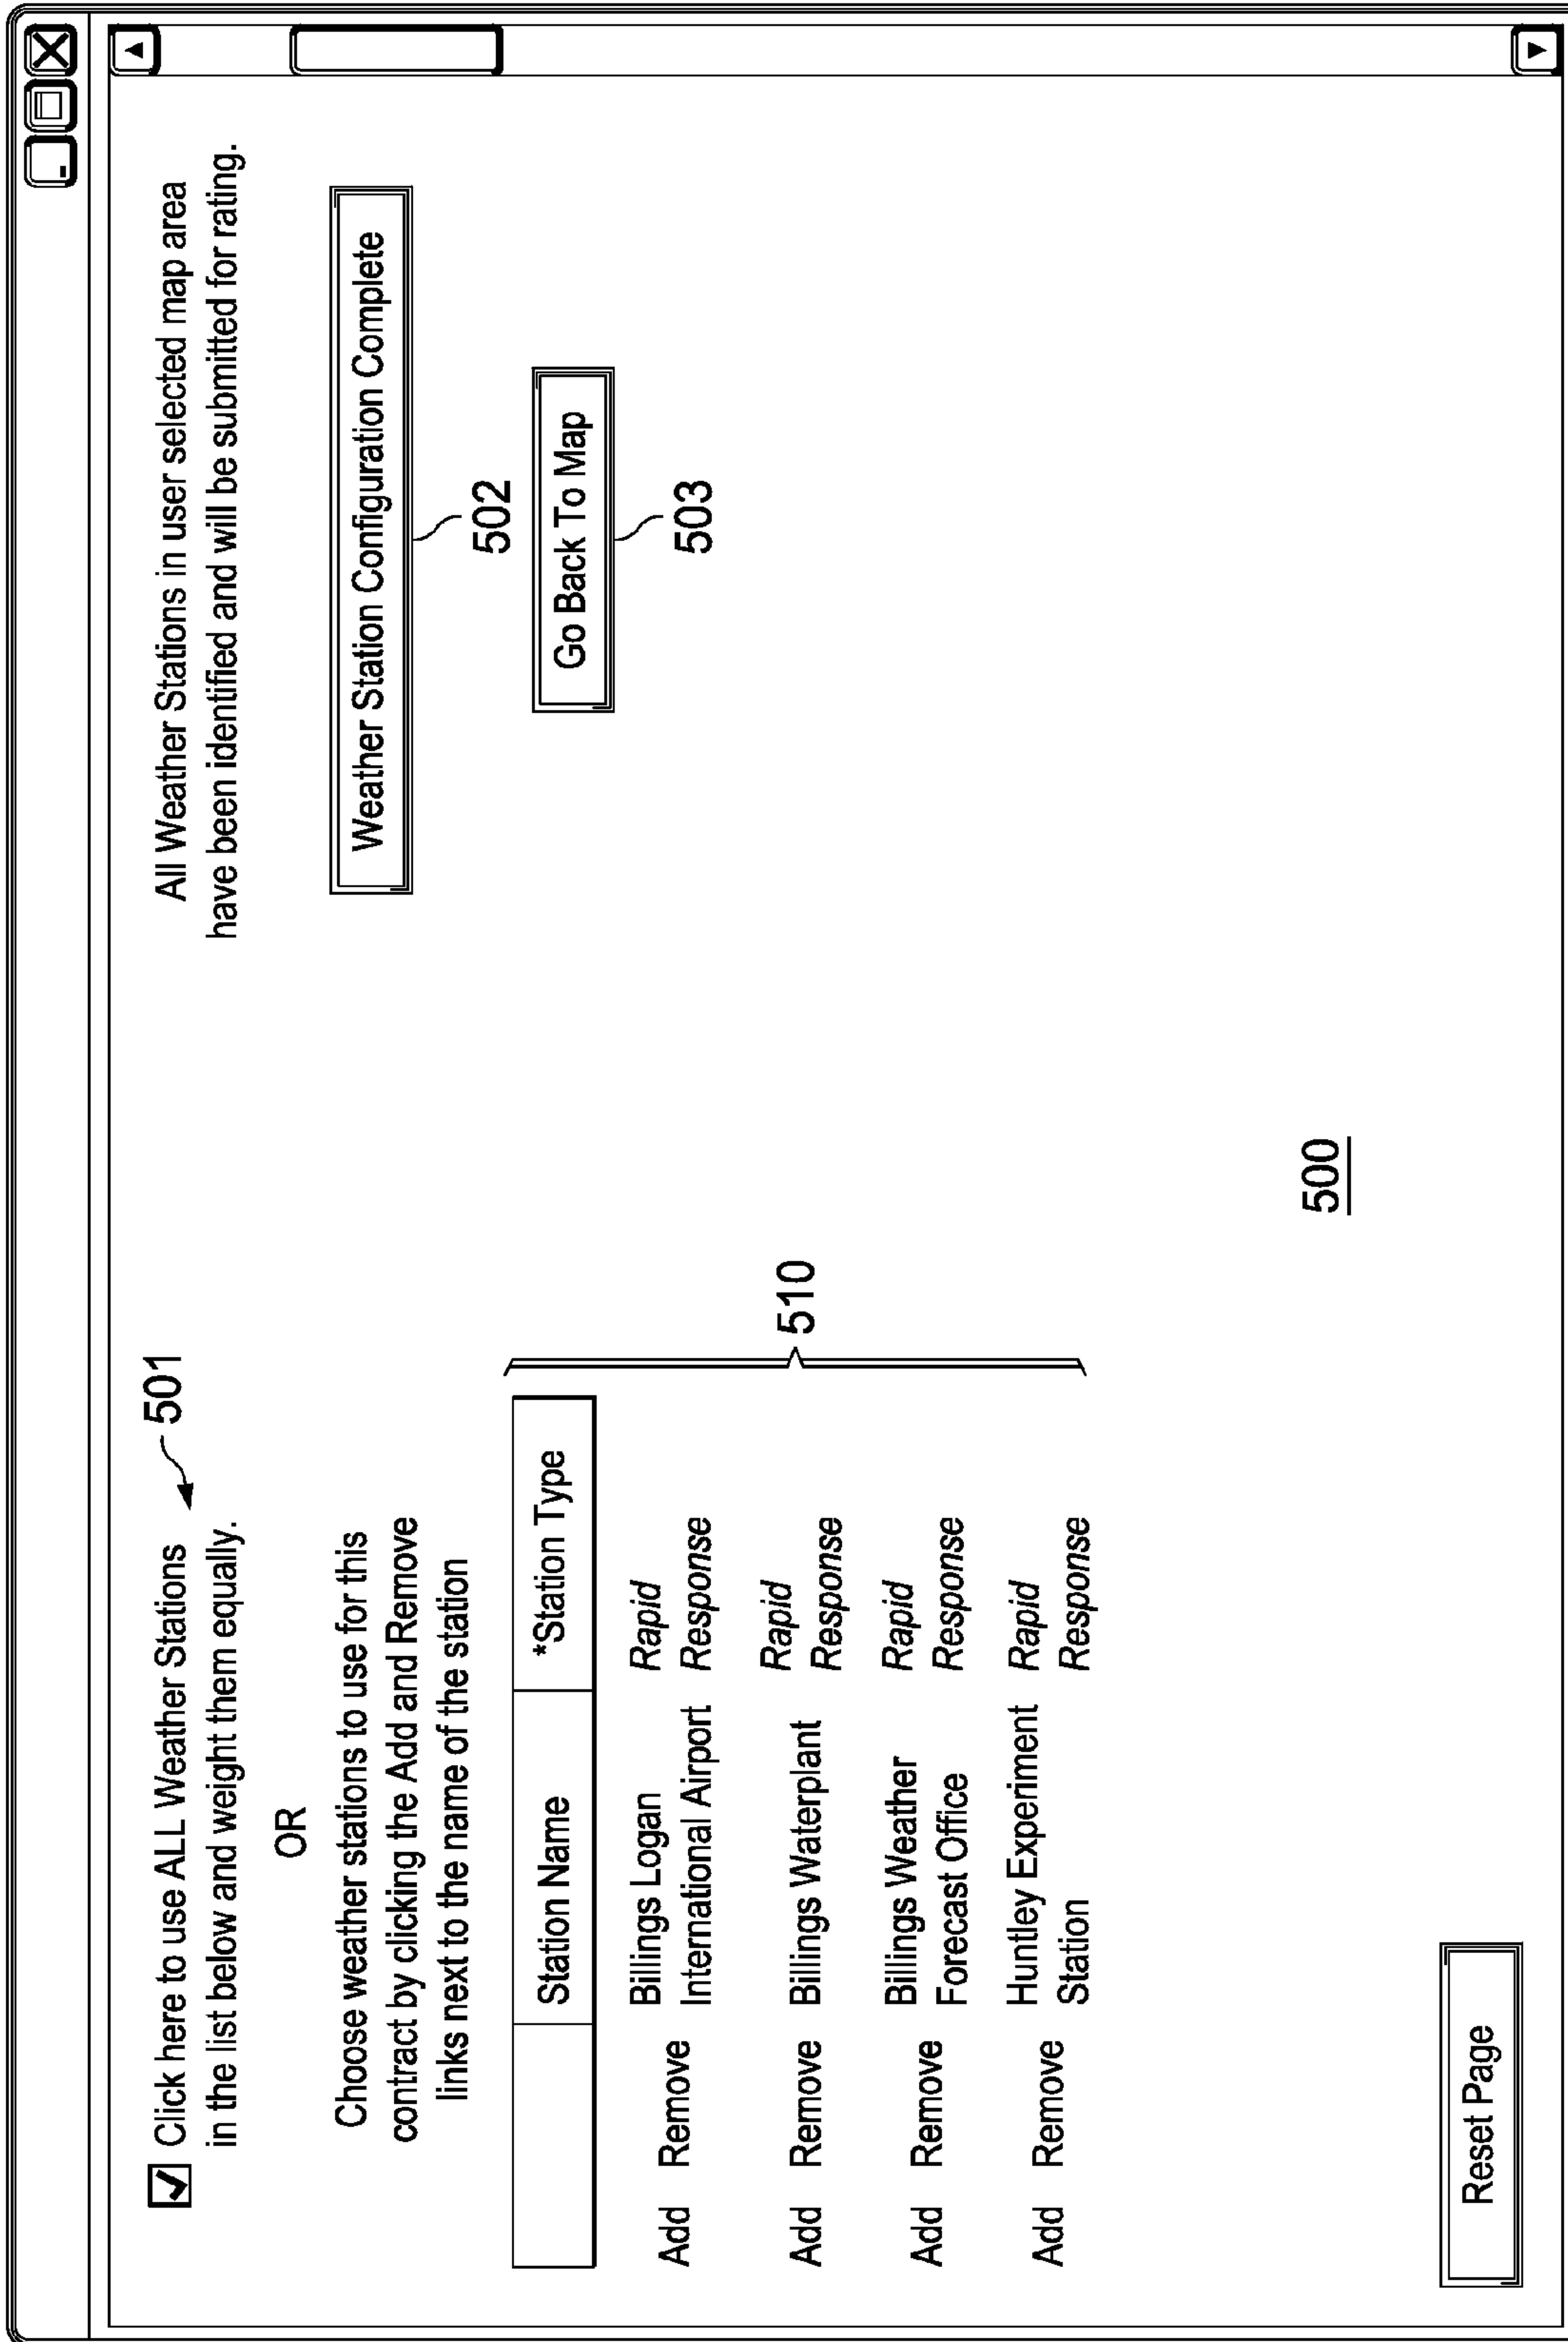 Click here to use ALL Weather Stations
in the list below and weight them equally.
501
OR
Choose weather stations to use for this
contract by clicking the Add and Remove
links next to the name of the station
Station Name *Station Type
Add Remove Billings Logan Rapid
International Airport Response
Add Remove Billings Waterplant Rapid
Response
Add Remove Billings Weather Rapid
Forecast Office Response
Add Remove Huntley Experiment Rapid
Station Response
510
Reset Page
500
All Weather Stations in user selected map area
have been identified and will be submitted for rating.
Weather Station Configuration Complete
502
Go Back To Map
503